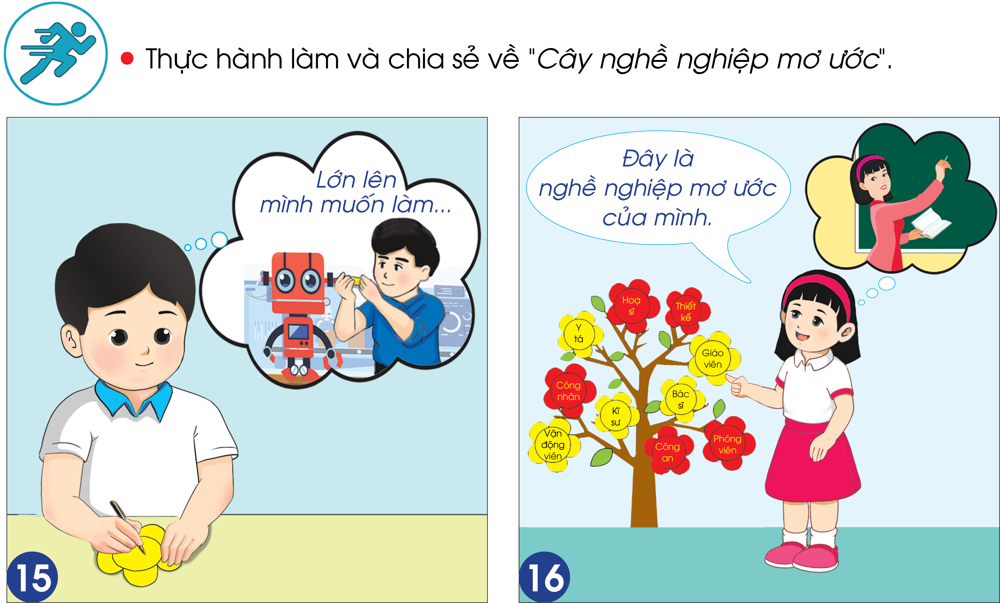 • Thực hành làm và chia sẻ về "Cây nghề nghiệp mơ ước".
Lớn lên
mình muốn làm...
15
Đây là
nghề nghiệp mơ ước
của mình.
Hoạ
sĩ
Thiết
kế
Y
tá
Giáo
viên
Công
nhân
Bác
sĩ
Kĩ
sư
Vận
động
viên
Công
an
Phóng
viên
16